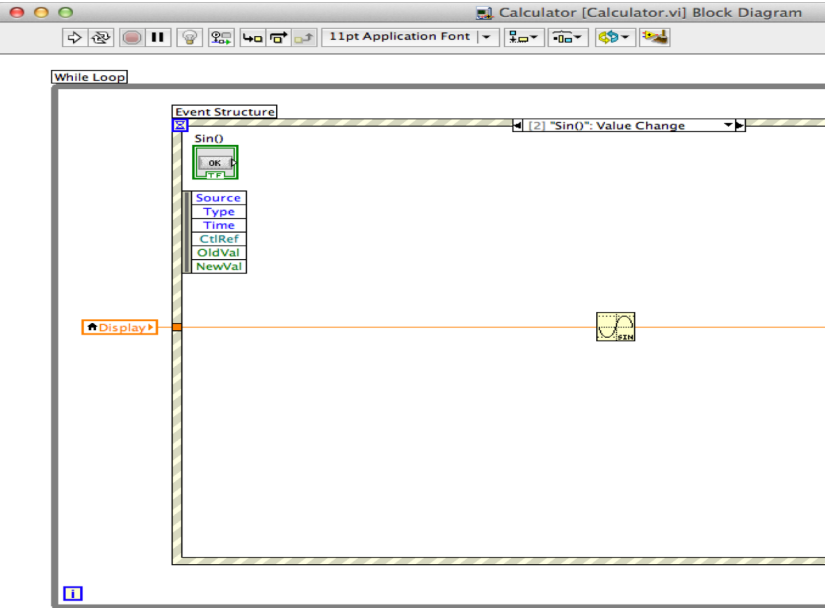 Calculator [Calculator.vi] Block Diagram
11pt Application Font
While Loop
Event Structure
[2] "Sin()": Value Change
Sin()
OK
TF
Source
Type
Time
CtlRef
OldVal
NewVal
Display
SIN
i